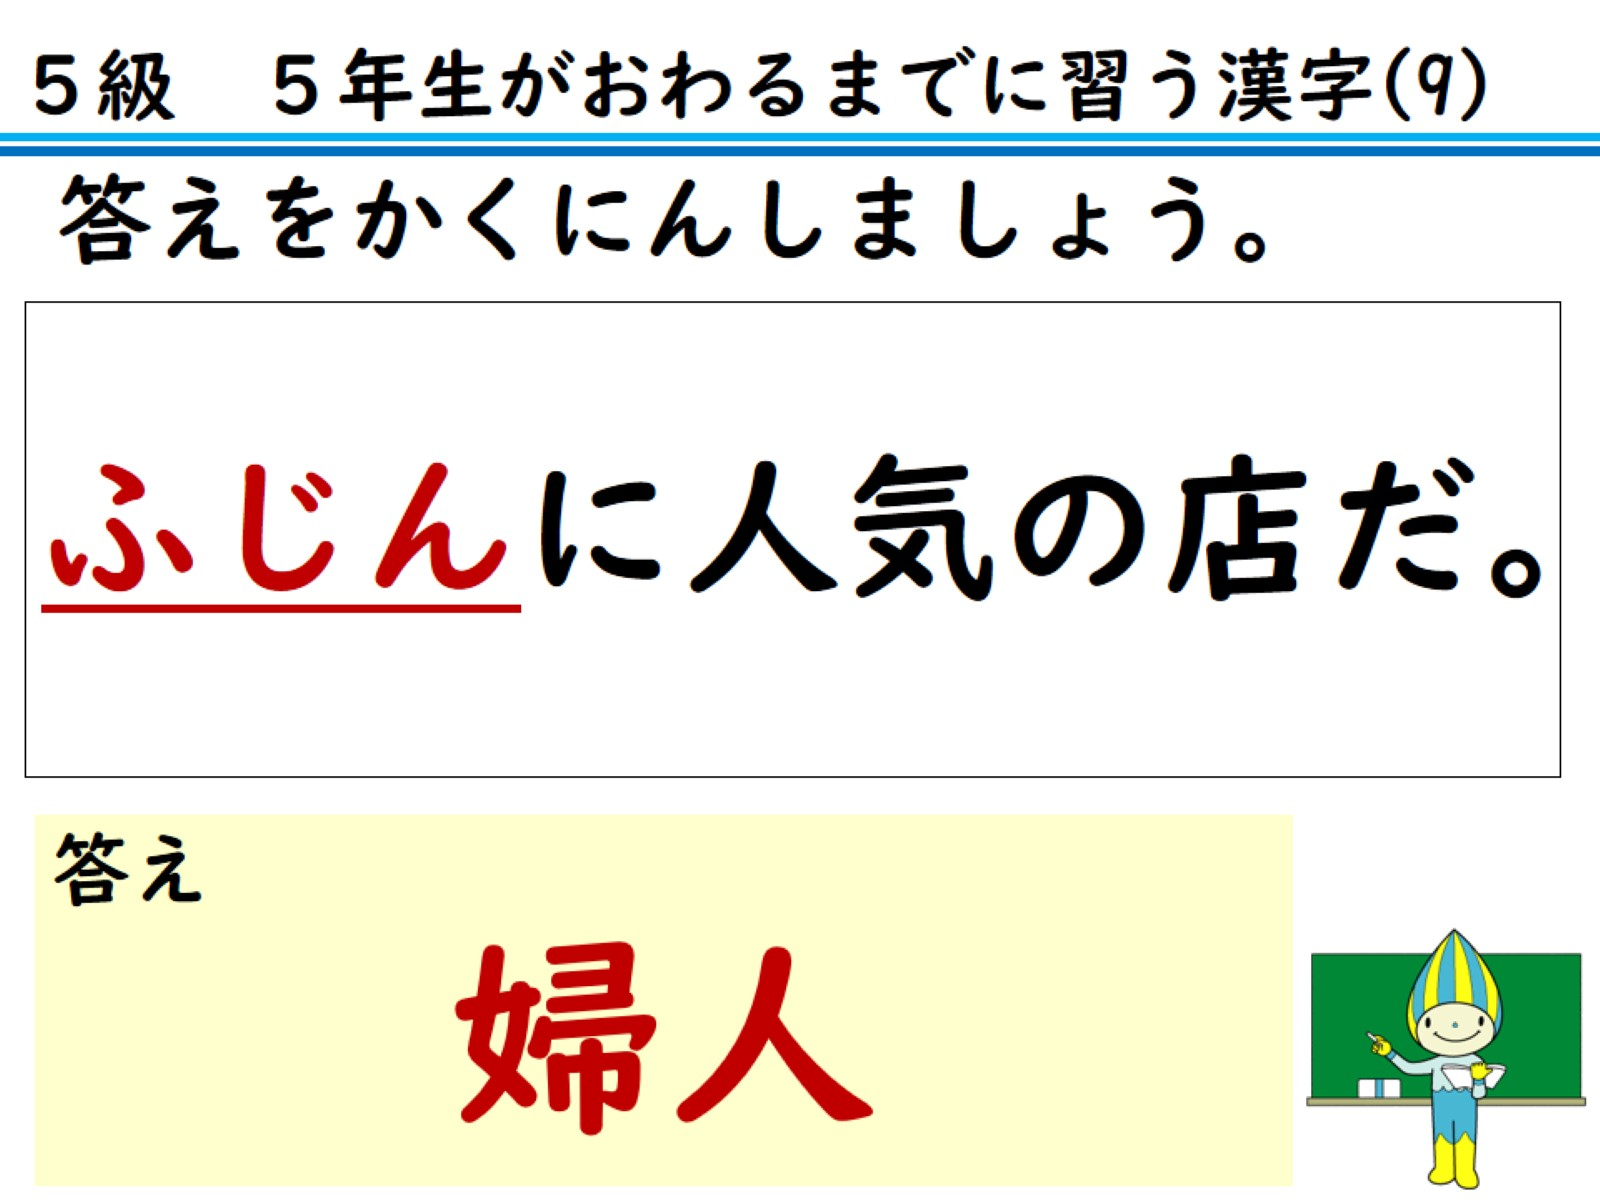 ５級　５年生がおわるまでに習う漢字(9)
答えをかくにんしましょう。
ふじんに人気の店だ。
答え
婦人